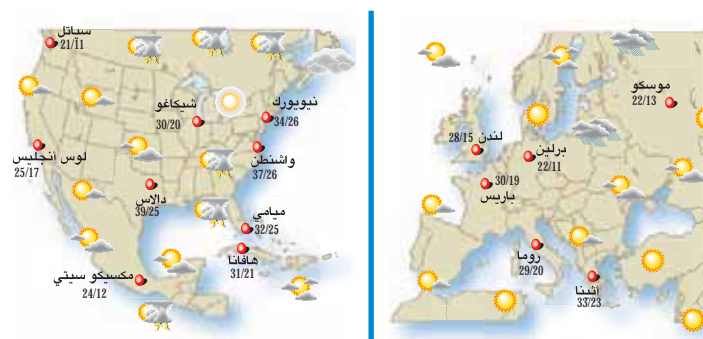 سياتل
21/11
شيكاغو
30/20
نيويورك
34/26
لوس أنجليس
25/17
واشنطن
37/26
دالاس
39/25
ميامي
32/25
هافانا
31/21
مكسيكو سيتي
24/12
موسكو
22/13
لندن
28/15
برلين
22/11
30/19
باريس
روما
29/20
أثينا
33/23